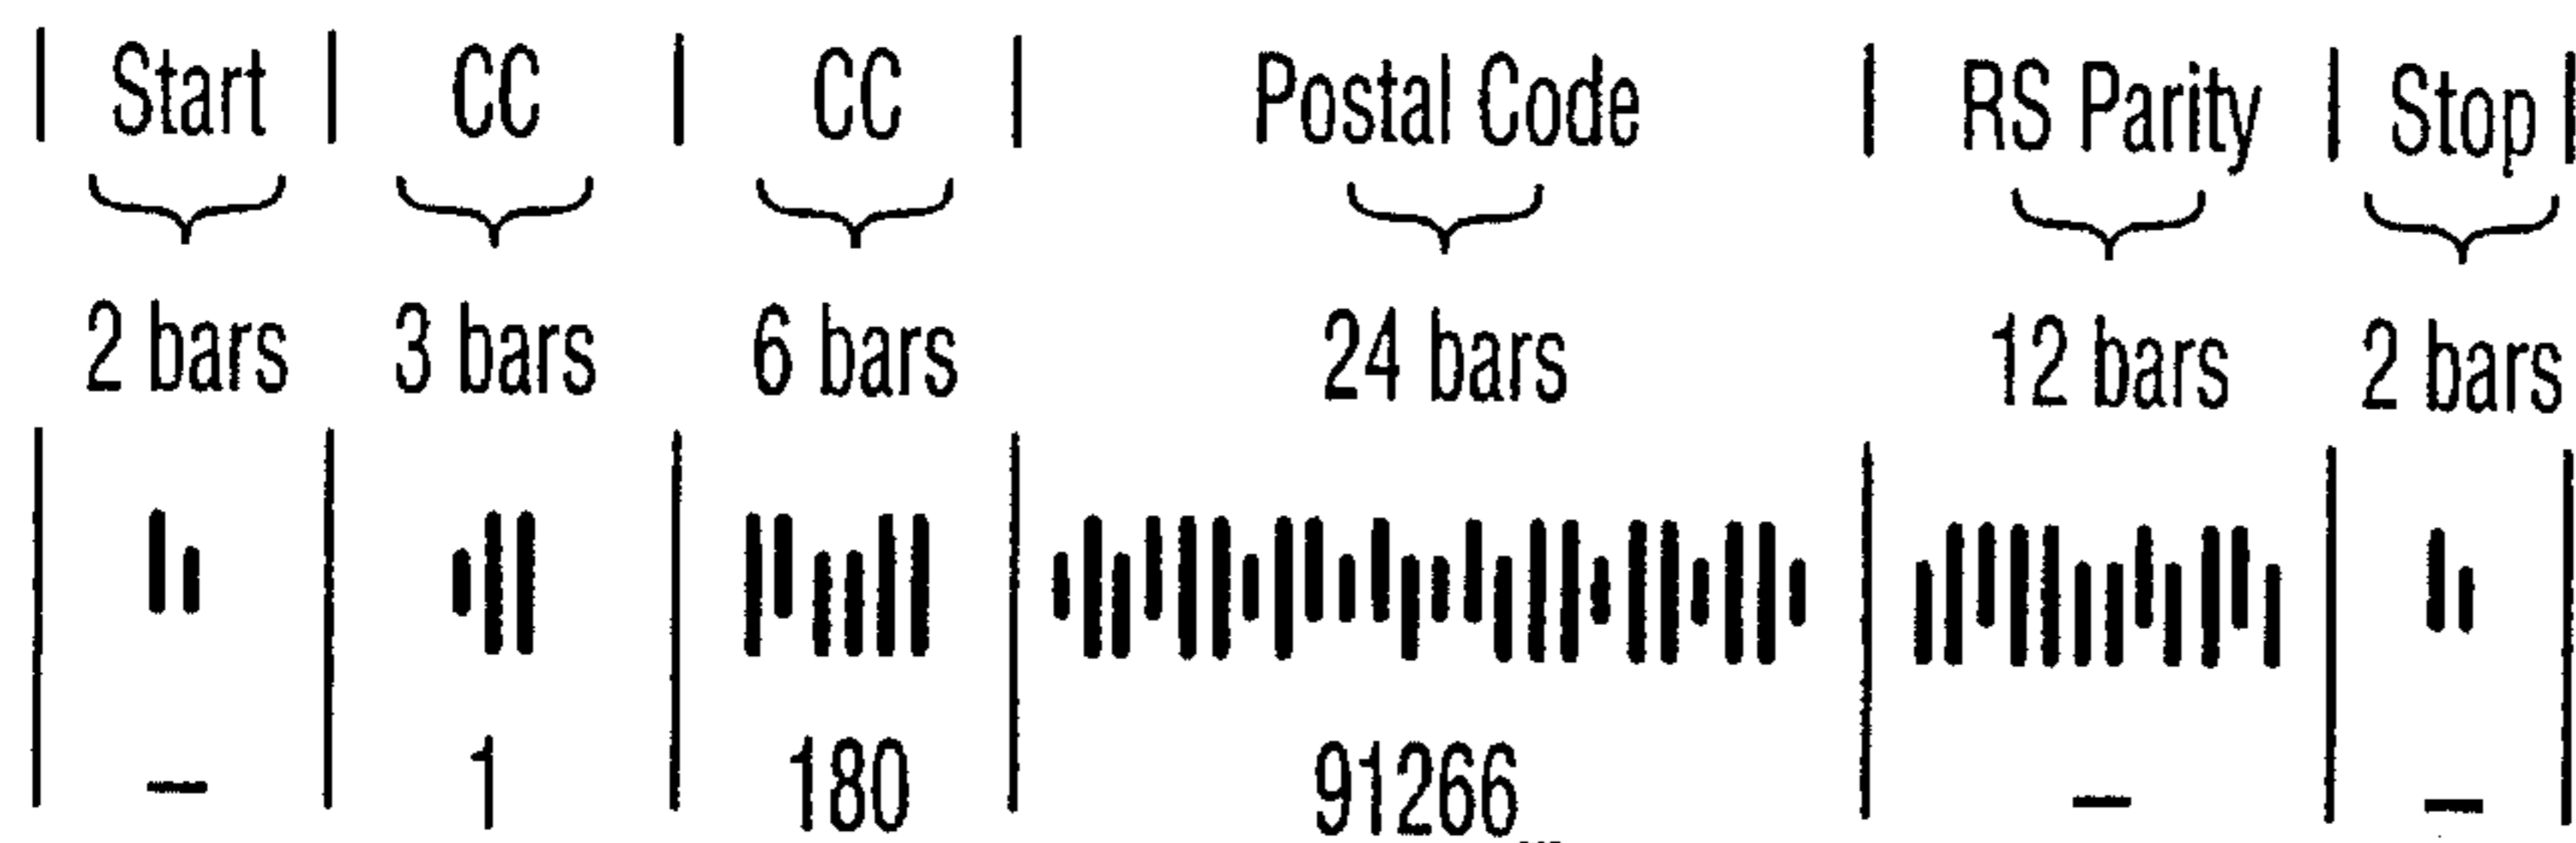 Start CC CC Postal Code RS Parity Stop
2 bars 3 bars 6 bars 24 bars 12 bars 2 bars
– 1 180 91266 – –